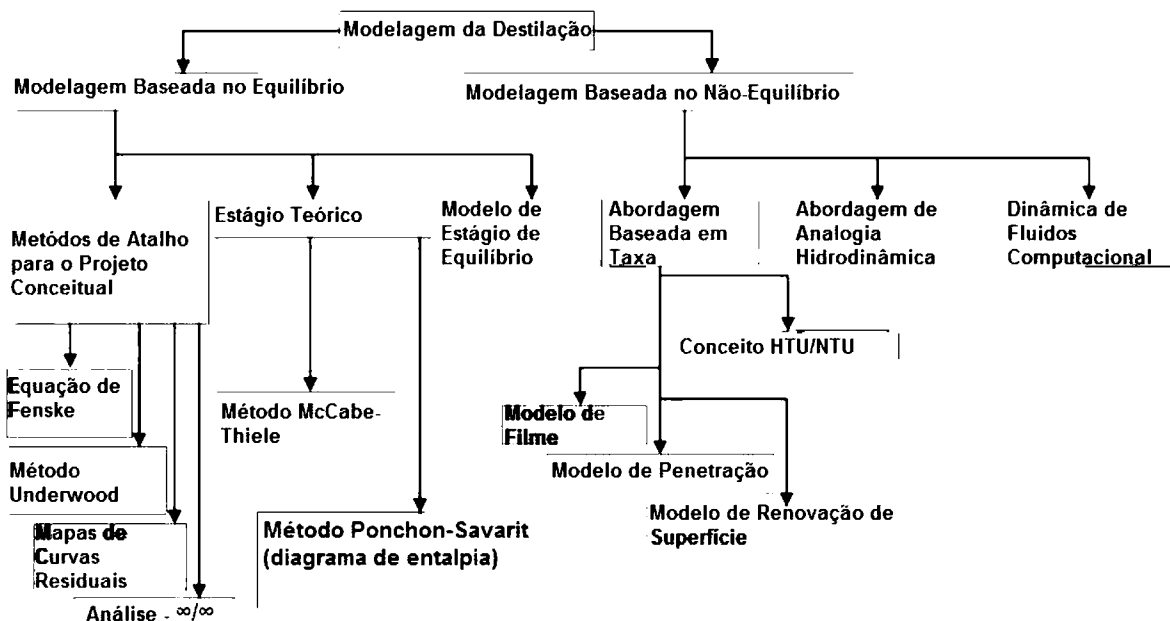 Modelagem da Destilação
Modelagem Baseada no Equilíbrio
Modelagem Baseada no Não-Equilíbrio
Metódos de Atalho
para o Projeto
Conceitual
Estágio Teórico
Modelo de
Estágio de
Equilíbrio
Abordagem
Baseada em
Taxa
Abordagem de
Analogia
Hidrodinâmica
Dinâmica de
Fluidos
Computacional
Conceito HTU/NTU
Equação de
Fenske
Método McCabe-
Thiele
Modelo de
Filme
Modelo de Penetração
Método
Underwood
Modelo de Renovação de
Superfície
Mapas de
Curvas
Residuais
Método Ponchon-Savarit
(diagrama de entalpia)
Análise - ∞/∞